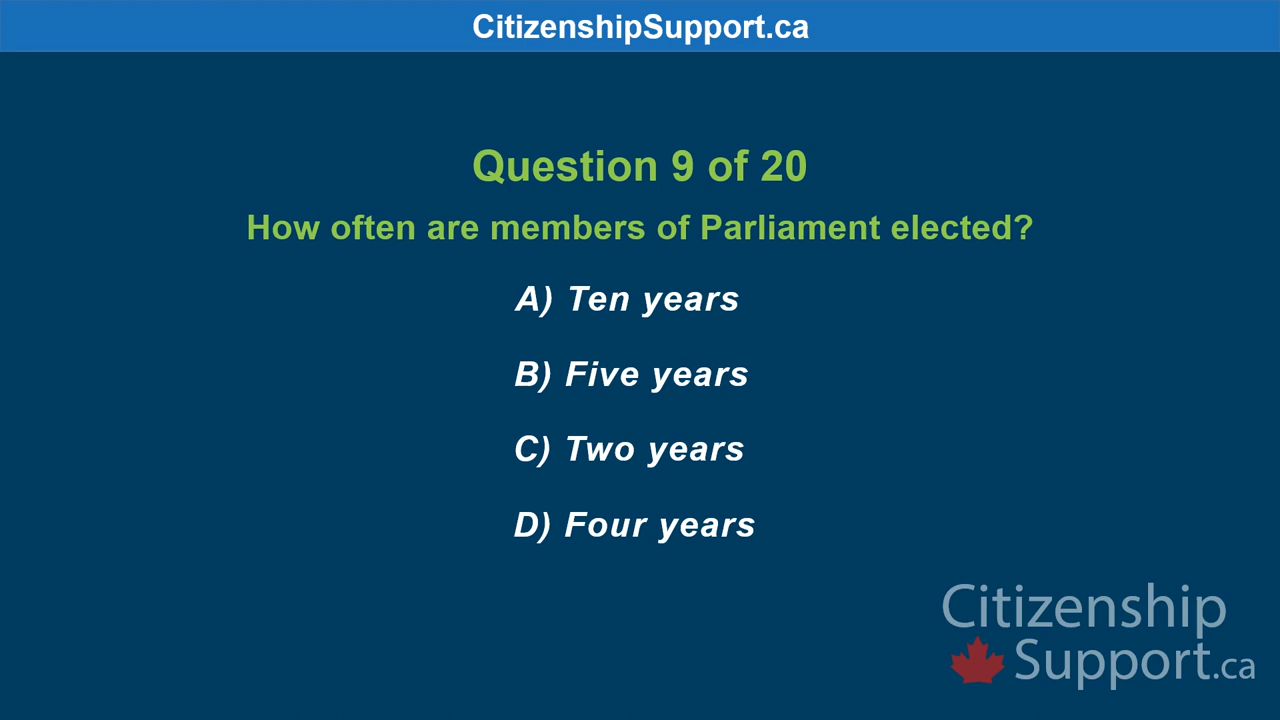 CitizenshipSupport.ca
Question 9 of 20
How often are members of Parliament elected?
A) Ten years
B) Five years
C) Two years
D) Four years
Citizenship
Support.ca